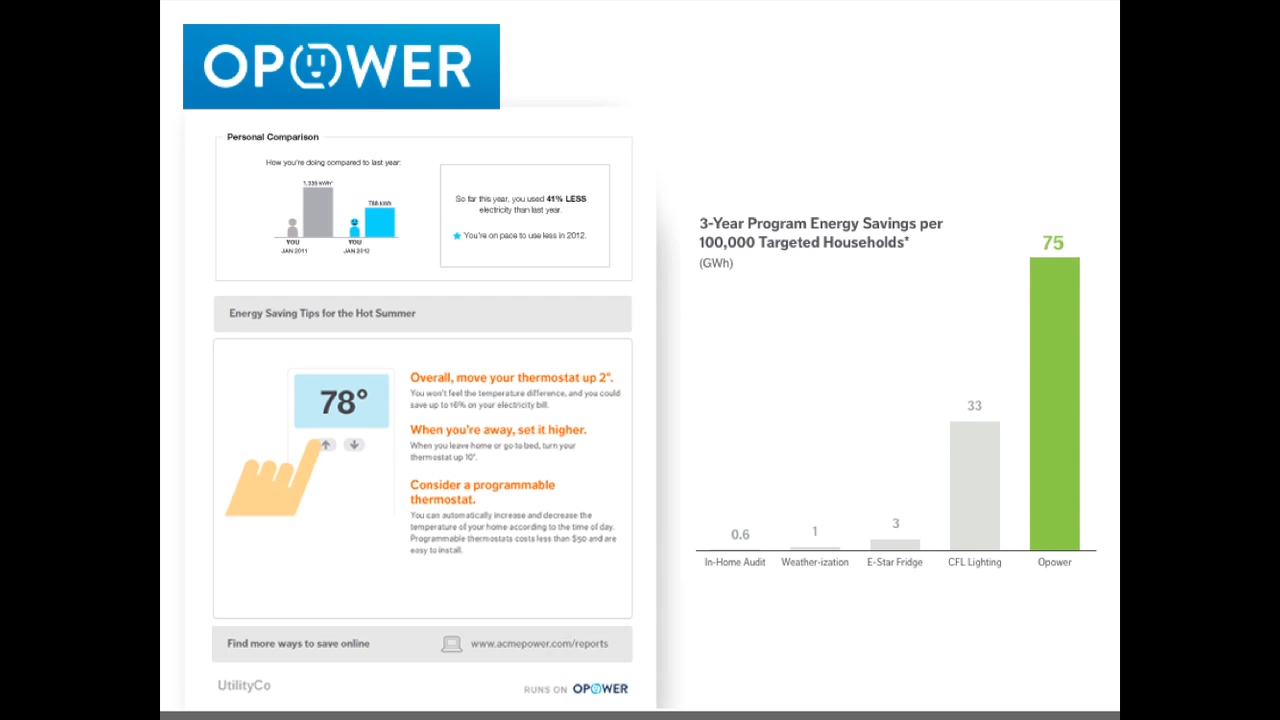 OPOWER
Personal Comparison
How you're doing compared to last year:
1,335 kWh*
788 kWh
YOU
JAN 2011
YOU
JAN 2012
So far this year, you used 41% LESS
electricity than last year.
You're on pace to use less in 2012.
Energy Saving Tips for the Hot Summer
78°
Overall, move your thermostat up 2°.
You won't feel the temperature difference, and you could
save up to 16% on your electricity bill.
When you're away, set it higher.
When you leave home or go to bed, turn your
thermostat up 10°.
Consider a programmable
thermostat.
You can automatically increase and decrease the
temperature of your home according to the time of day.
Programmable thermostats costs less than $50 and are
easy to install.
Find more ways to save online
www.acmepower.com/reports
UtilityCo
RUNS ON OPOWER
3-Year Program Energy Savings per
100,000 Targeted Households*
(GWh)
0.6
1
3
33
75
In-Home Audit
Weather-ization
E-Star Fridge
CFL Lighting
Opower